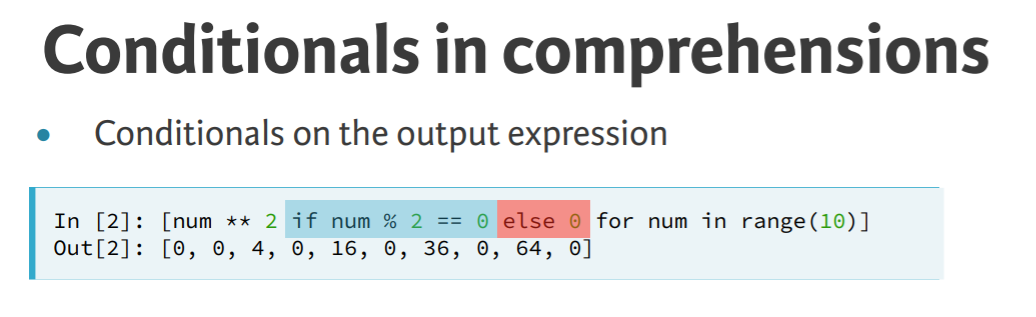 Conditionals in comprehensions
• Conditionals on the output expression
In [2]: [num ** 2 if num % 2 == 0 else 0 for num in range(10)]
Out[2]: [0, 0, 4, 0, 16, 0, 36, 0, 64, 0]